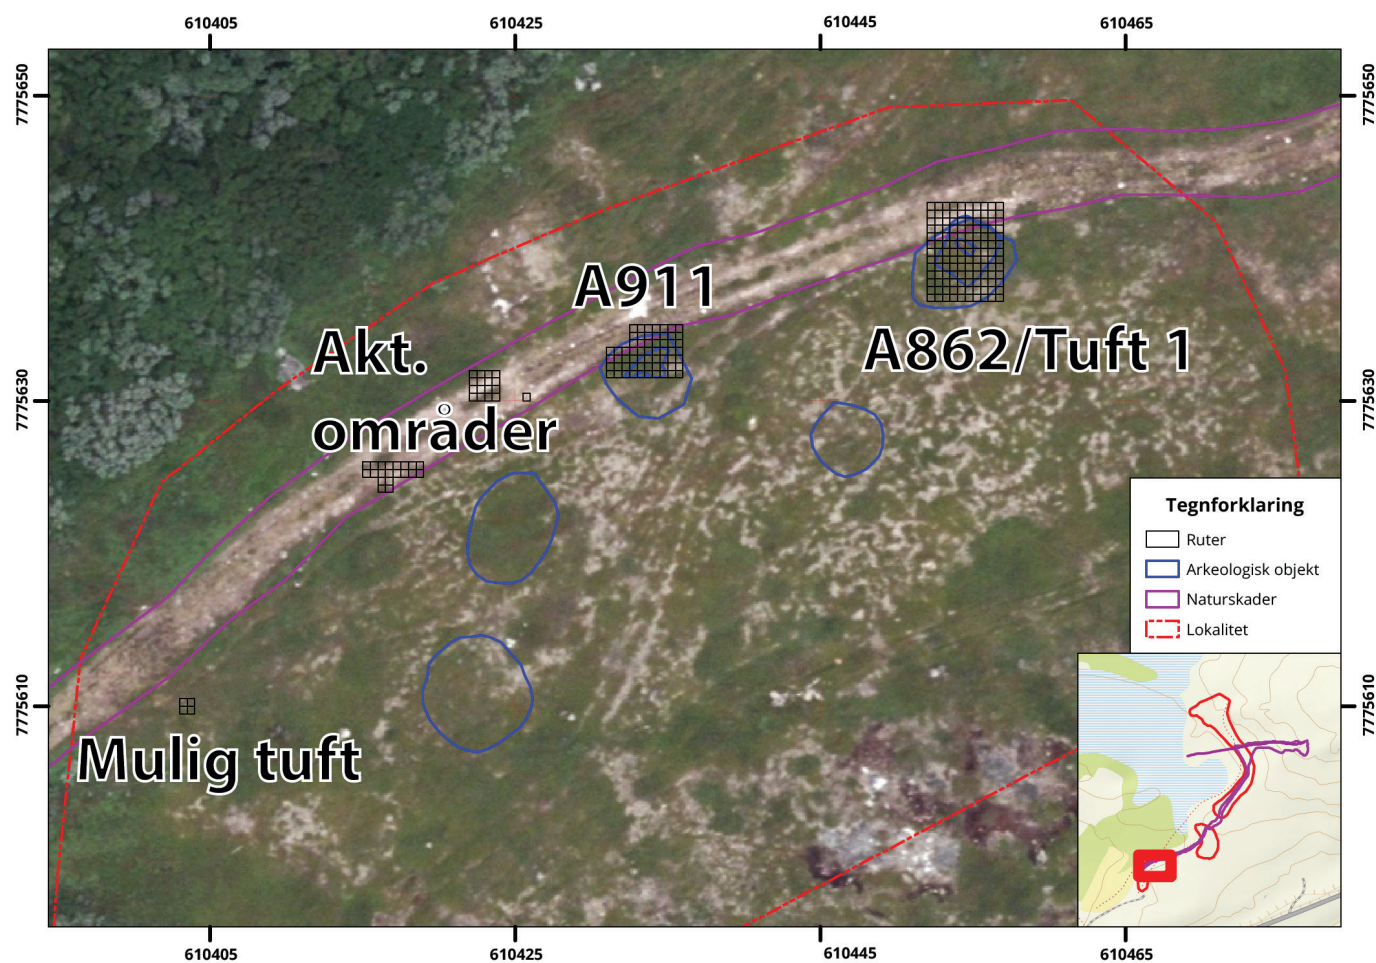 610405 610425 610445 610465
7775650 7775650
A911
Akt.
A862/Tuft 1
7775630 7775630
områder
Tegnforklaring
Ruter
Arkeologisk objekt
Naturskader
Lokalitet
7775610 7775610
Mulig tuft
610405 610425 610445 610465